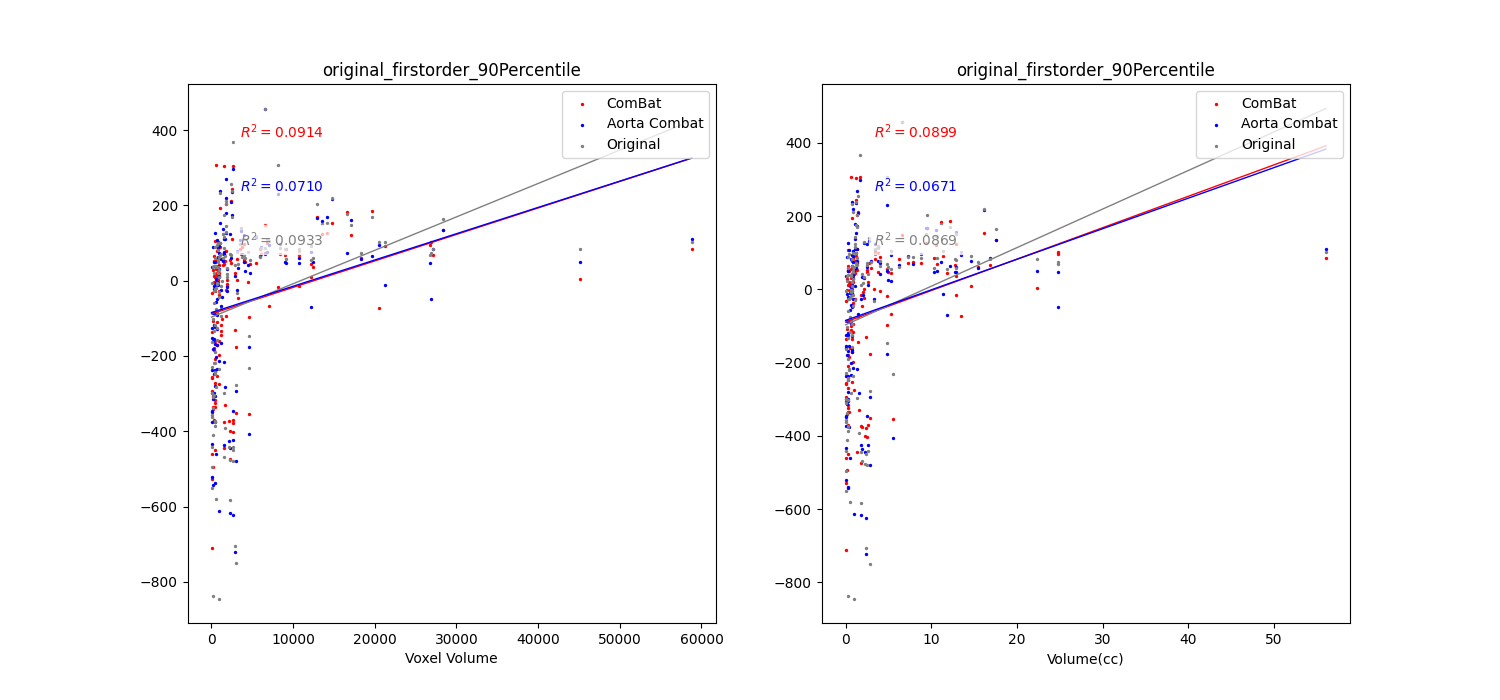 original_firstorder_90Percentile
ComBat
Aorta Combat
Original
R² = 0.0914
R² = 0.0710
R² = 0.0933
400
200
0
−200
−400
−600
−800
0 10000 20000 30000 40000 50000 60000
Voxel Volume
original_firstorder_90Percentile
ComBat
Aorta Combat
Original
R² = 0.0899
R² = 0.0671
R² = 0.0869
400
200
0
−200
−400
−600
−800
0 10 20 30 40 50
Volume(cc)